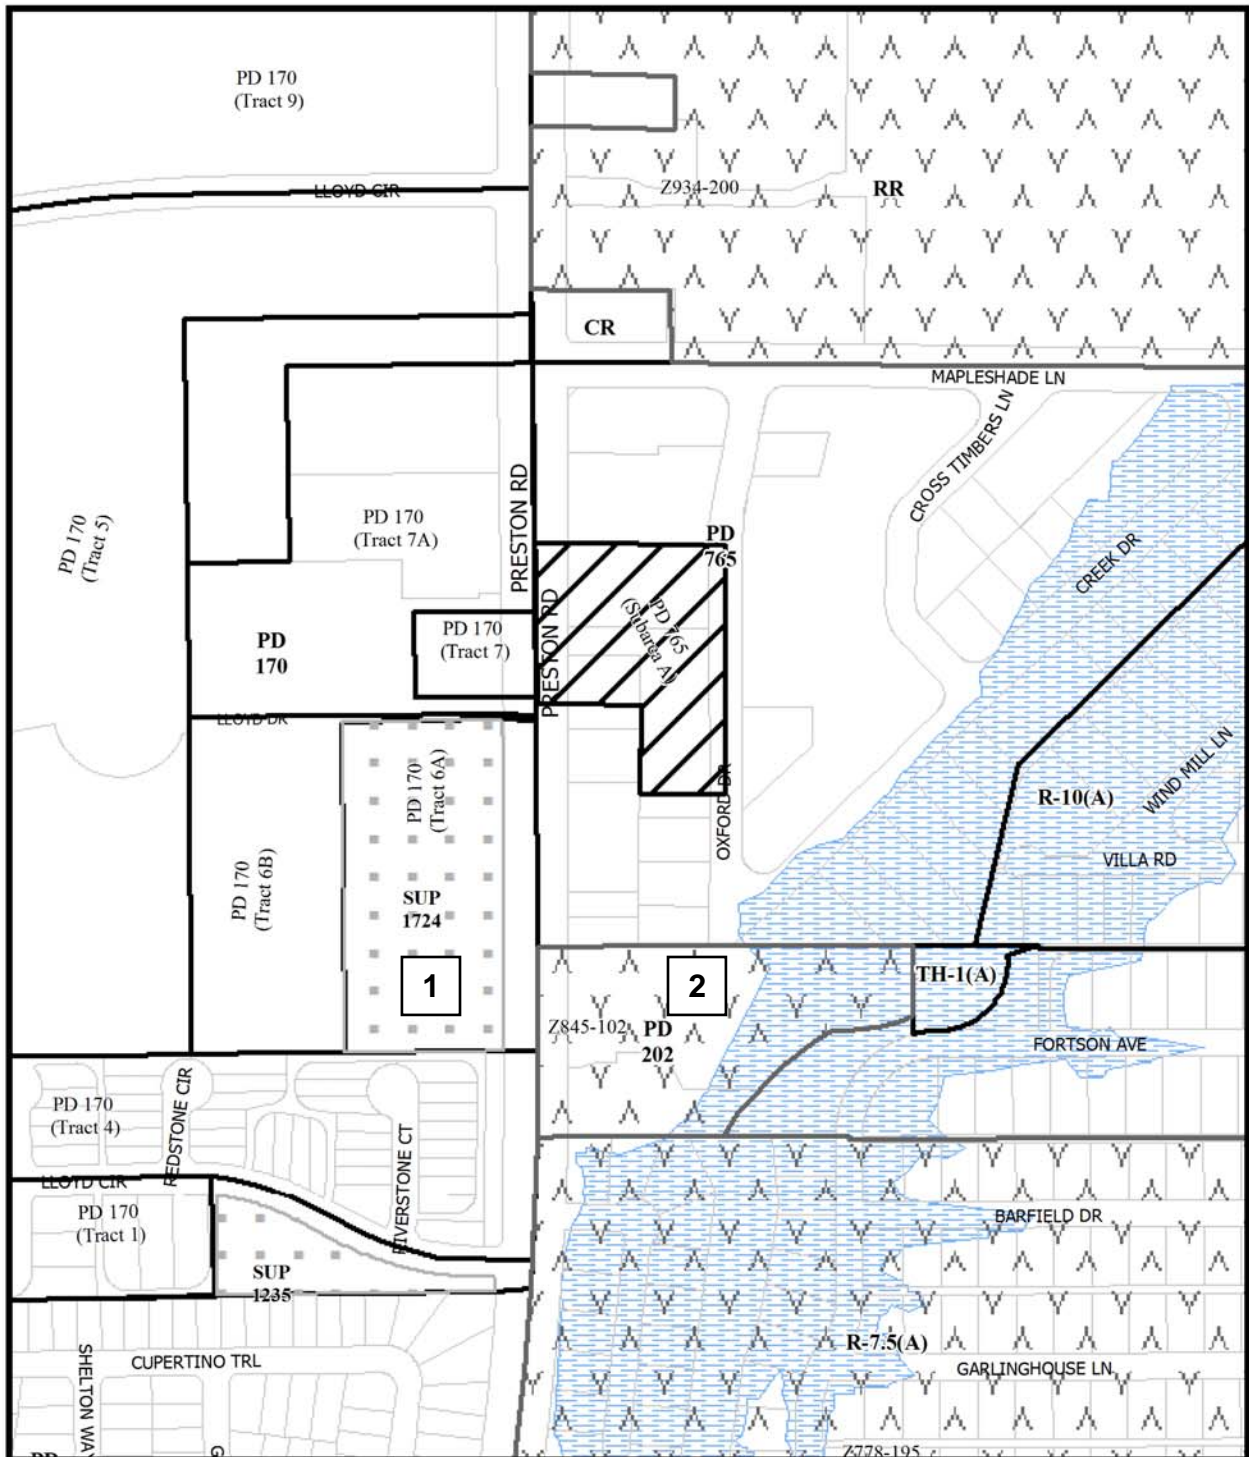 PD 170
(Tract 9)
LLOYD CIR
Z934-200
RR
CR
MAPLESHADE LN
CROSS TIMBERS LN
PRESTON RD
PD 170
(Tract 5)
PD 170
(Tract 7A)
PD
765
CREEK DR
PRESTON RD
PD 765
(Subarea A)
PD 170
(Tract 7)
PD
170
LLOYD DR
PD 170
(Tract 6A)
OXFORD DR
R-10(A)
WIND MILL LN
VILLA RD
PD 170
(Tract 6B)
SUP
1724
1
2
TH-1(A)
Z845-102
PD
202
FORTSON AVE
PD 170
(Tract 4)
REDSTONE CIR
RIVERSTONE CT
LLOYD CIR
PD 170
(Tract 1)
BARFIELD DR
SUP
1235
R-7.5(A)
CUPERTINO TRL
GARLINGHOUSE LN
SHELTON WAY
Z778-195